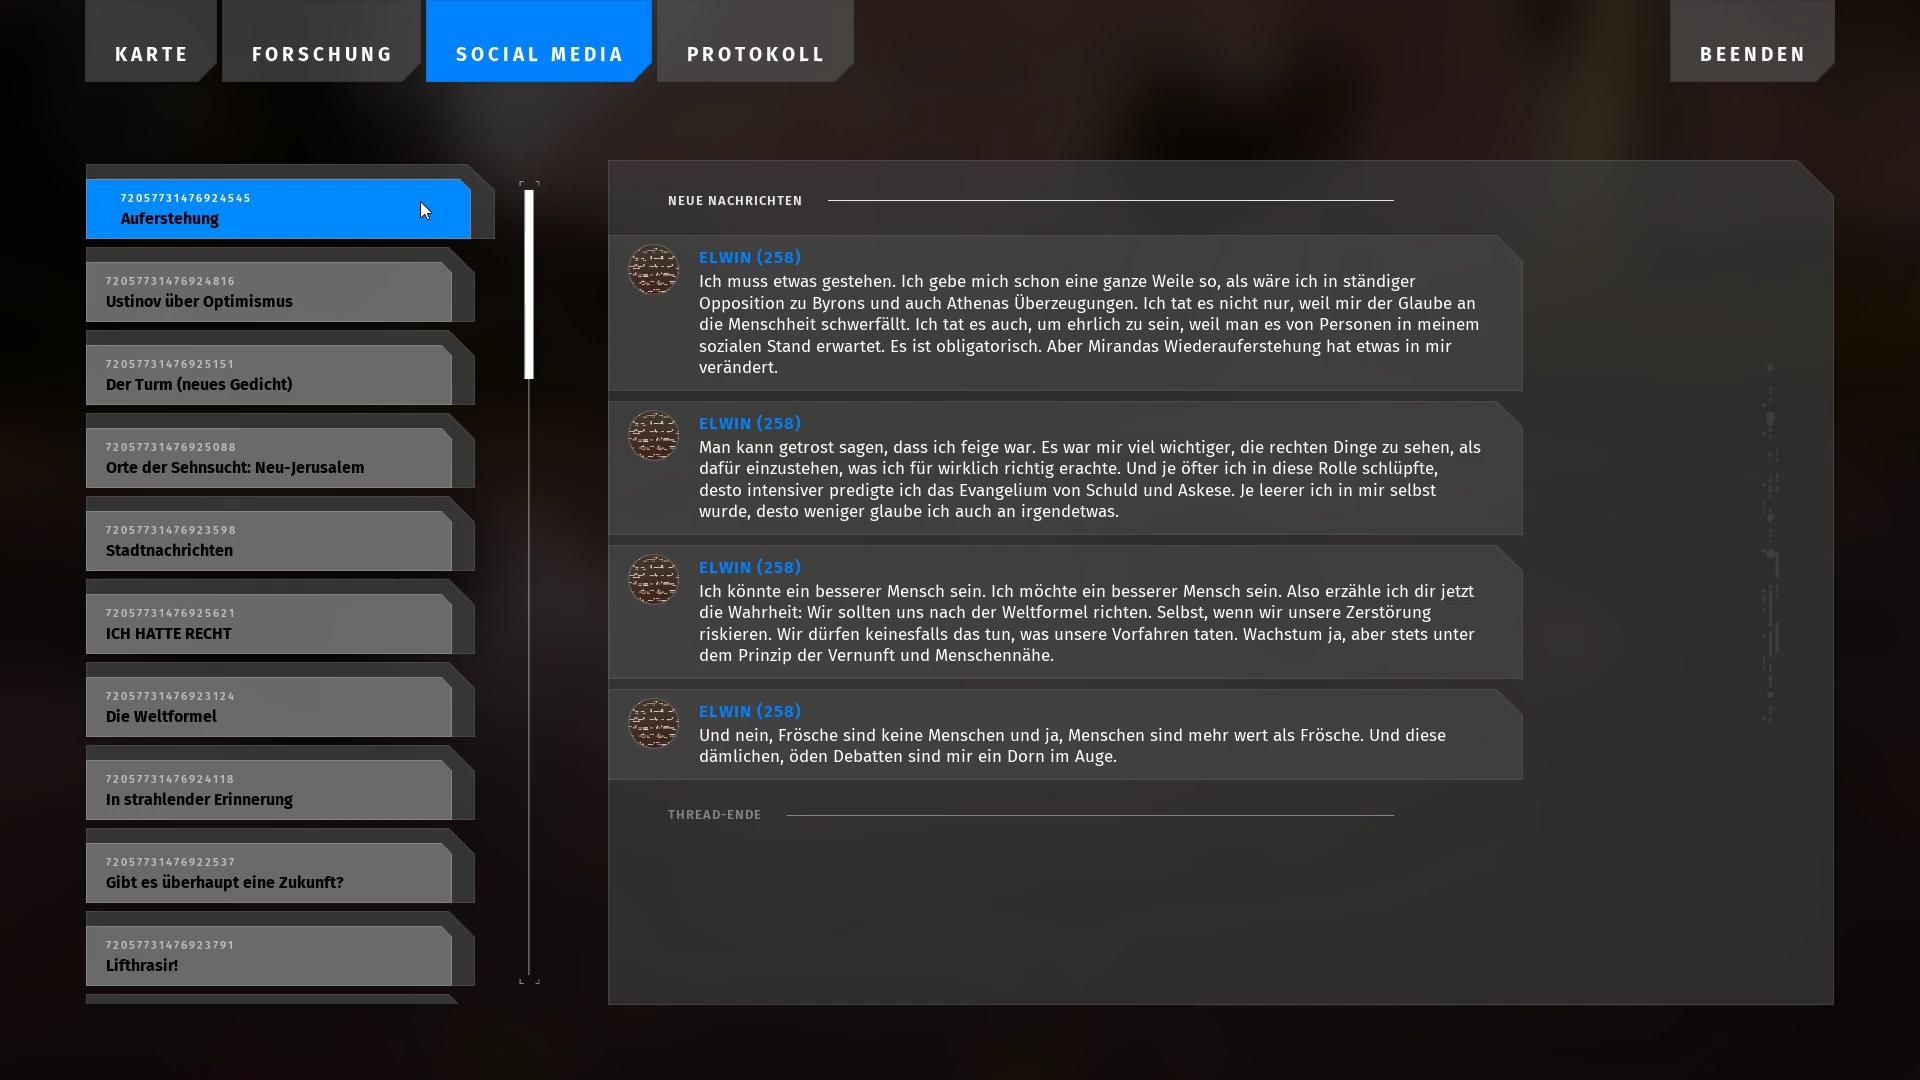 KARTE
FORSCHUNG
SOCIAL MEDIA
PROTOKOLL
BEENDEN
72057731476924545
Auferstehung
72057731476924816
Ustinov über Optimismus
72057731476925151
Der Turm (neues Gedicht)
72057731476925088
Orte der Sehnsucht: Neu-Jerusalem
72057731476923598
Stadtnachrichten
72057731476925621
ICH HATTE RECHT
72057731476923124
Die Weltformel
72057731476924118
In strahlender Erinnerung
72057731476922537
Gibt es überhaupt eine Zukunft?
72057731476923791
Lifthrasir!
NEUE NACHRICHTEN
ELWIN (258)
Ich muss etwas gestehen. Ich gebe mich schon eine ganze Weile so, als wäre ich in ständiger
Opposition zu Byrons und auch Athenas Überzeugungen. Ich tat es nicht nur, weil mir der Glaube an
die Menschheit schwerfällt. Ich tat es auch, um ehrlich zu sein, weil man es von Personen in meinem
sozialen Stand erwartet. Es ist obligatorisch. Aber Mirandas Wiederauferstehung hat etwas in mir
verändert.
ELWIN (258)
Man kann getrost sagen, dass ich feige war. Es war mir viel wichtiger, die rechten Dinge zu sehen, als
dafür einzustehen, was ich für wirklich richtig erachte. Und je öfter ich in diese Rolle schlüpfte,
desto intensiver predigte ich das Evangelium von Schuld und Askese. Je leerer ich in mir selbst
wurde, desto weniger glaube ich auch an irgendetwas.
ELWIN (258)
Ich könnte ein besserer Mensch sein. Ich möchte ein besserer Mensch sein. Also erzähle ich dir jetzt
die Wahrheit: Wir sollten uns nach der Weltformel richten. Selbst, wenn wir unsere Zerstörung
riskieren. Wir dürfen keinesfalls das tun, was unsere Vorfahren taten. Wachstum ja, aber stets unter
dem Prinzip der Vernunft und Menschennähe.
ELWIN (258)
Und nein, Frösche sind keine Menschen und ja, Menschen sind mehr wert als Frösche. Und diese
dämlichen, öden Debatten sind mir ein Dorn im Auge.
THREAD-ENDE